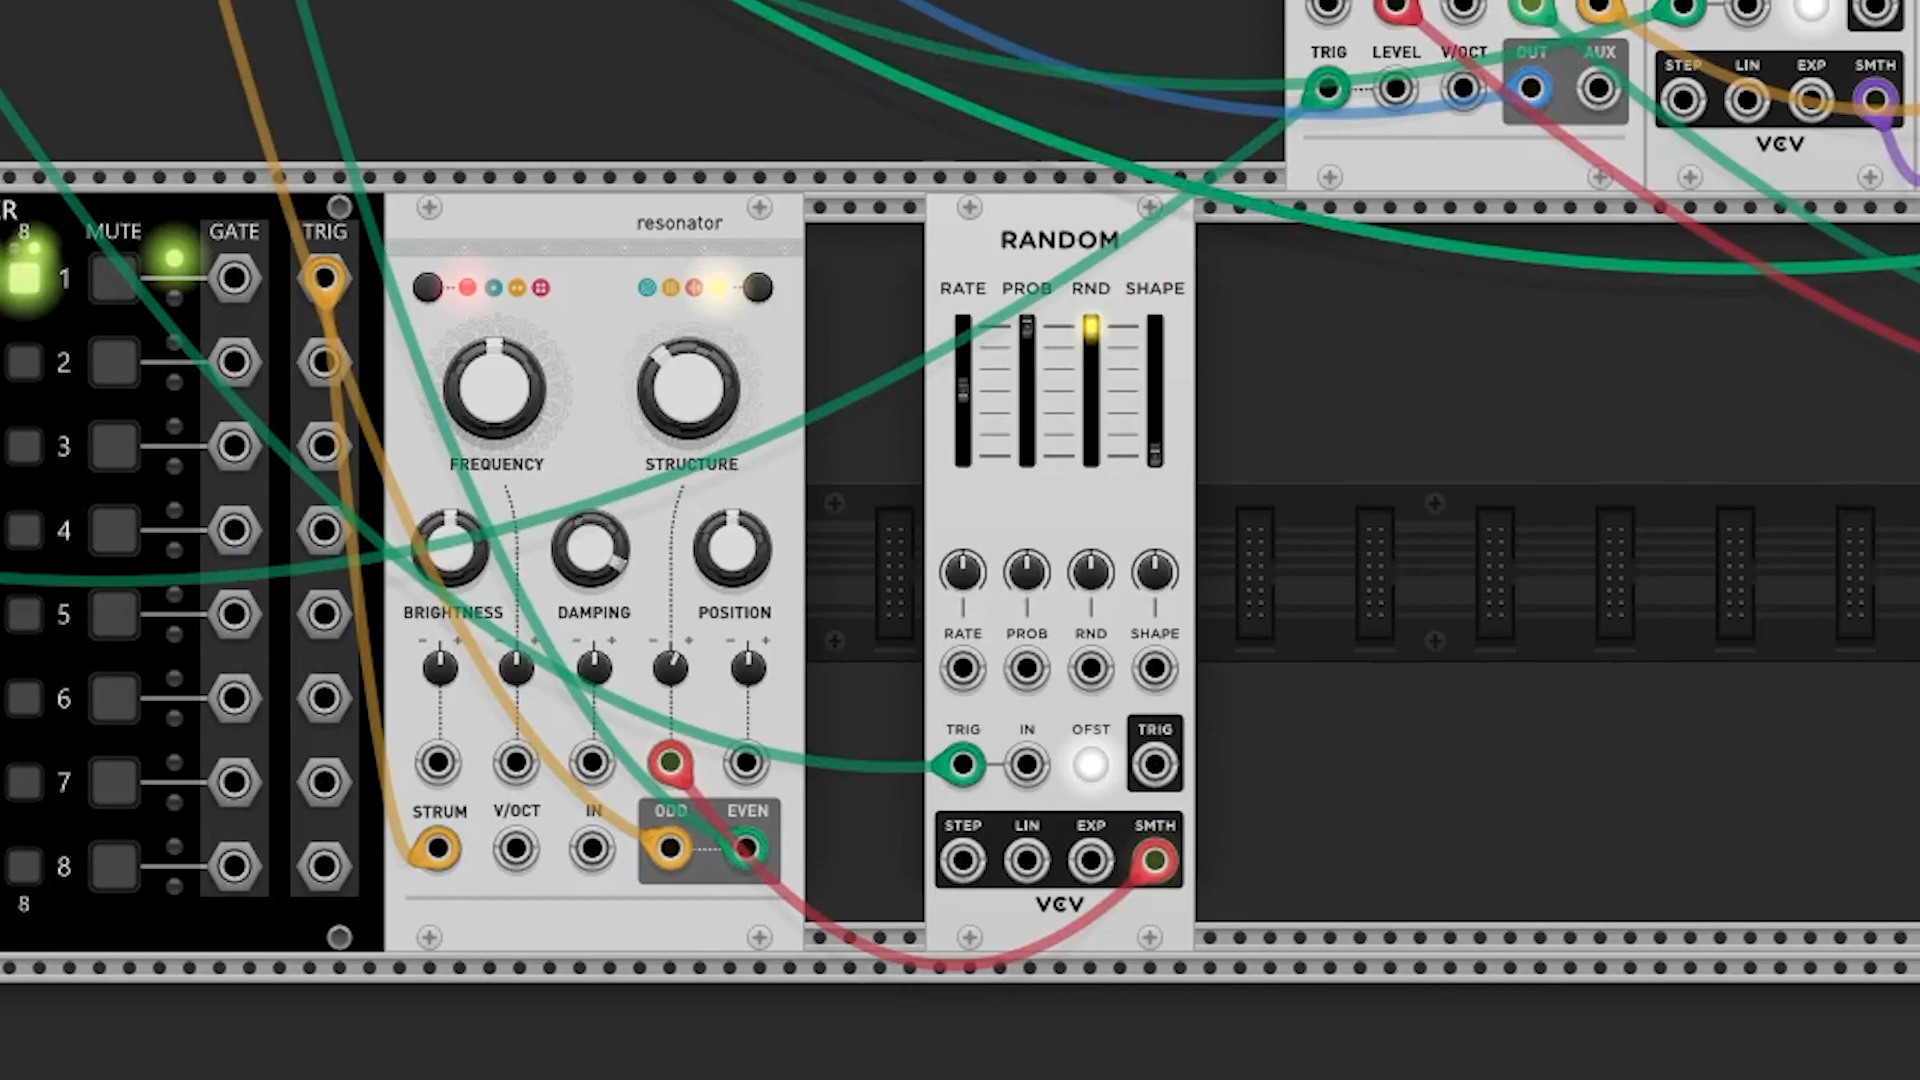 TRIG LEVEL V/OCT OUT AUX
STEP LIN EXP SMTH
VCV
ER
8 MUTE GATE TRIG
1
2
3
4
5
6
7
8
8
resonator
FREQUENCY STRUCTURE
BRIGHTNESS DAMPING POSITION
- + - + - + - + - +
STRUM V/OCT IN ODD EVEN
RANDOM
RATE PROB RND SHAPE
RATE PROB RND SHAPE
TRIG IN OFST TRIG
STEP LIN EXP SMTH
VCV